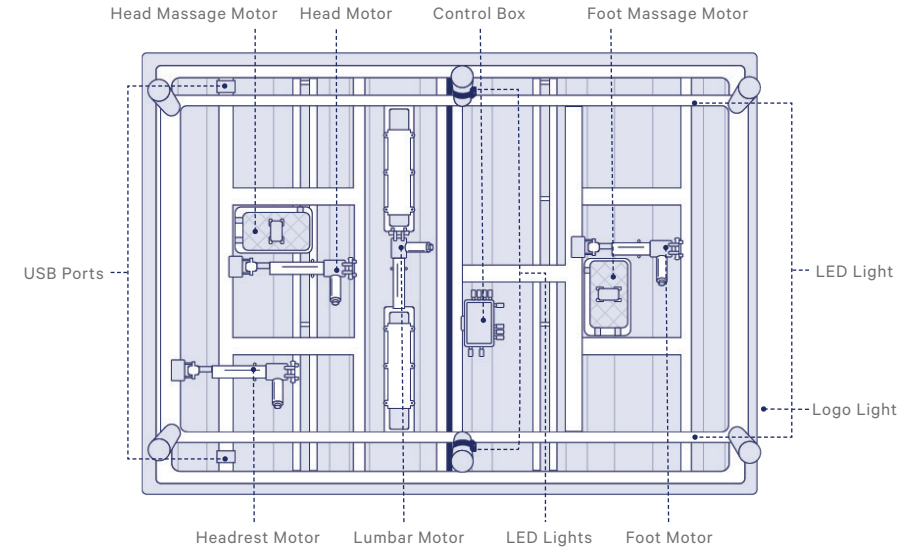 Head Massage Motor
Head Motor
Control Box
Foot Massage Motor
USB Ports
LED Light
Logo Light
Headrest Motor
Lumbar Motor
LED Lights
Foot Motor